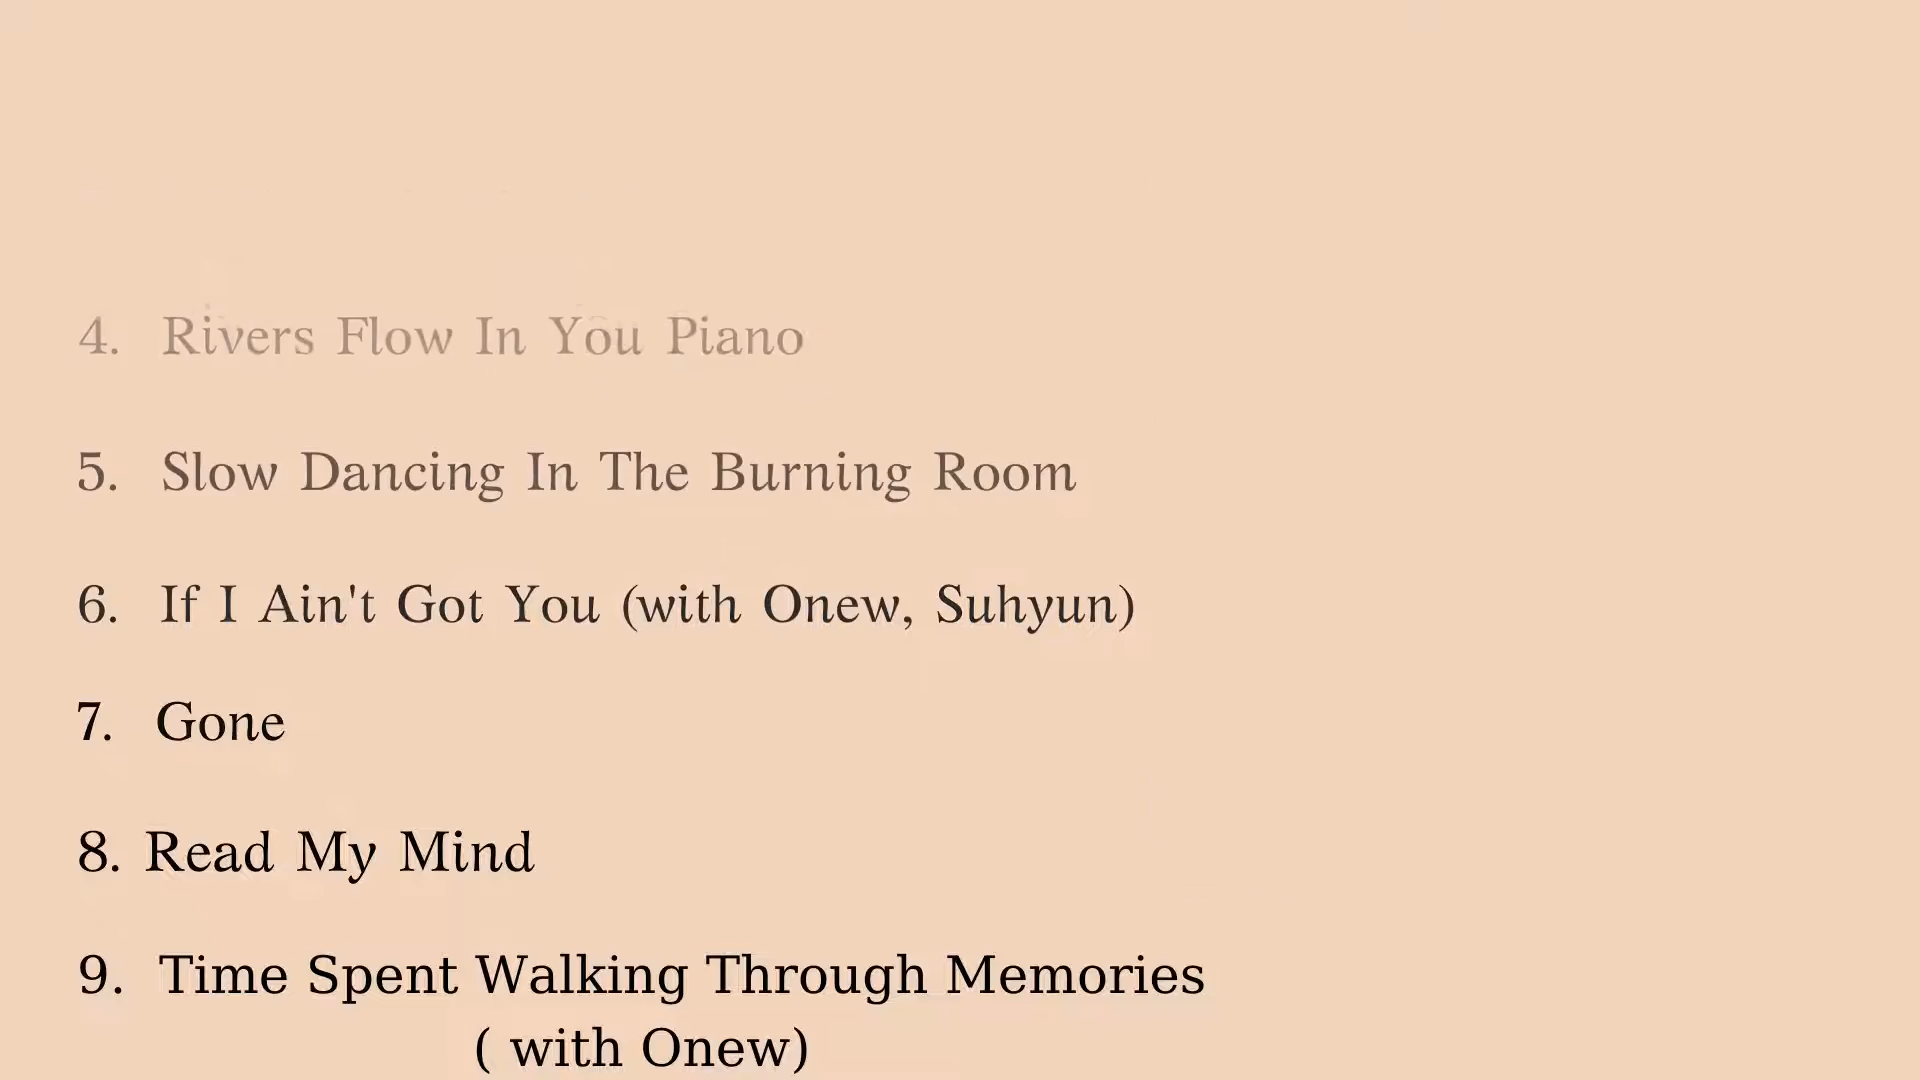 4. Rivers Flow In You Piano
5. Slow Dancing In The Burning Room
6. If I Ain't Got You (with Onew, Suhyun)
7. Gone
8. Read My Mind
9. Time Spent Walking Through Memories
( with Onew)